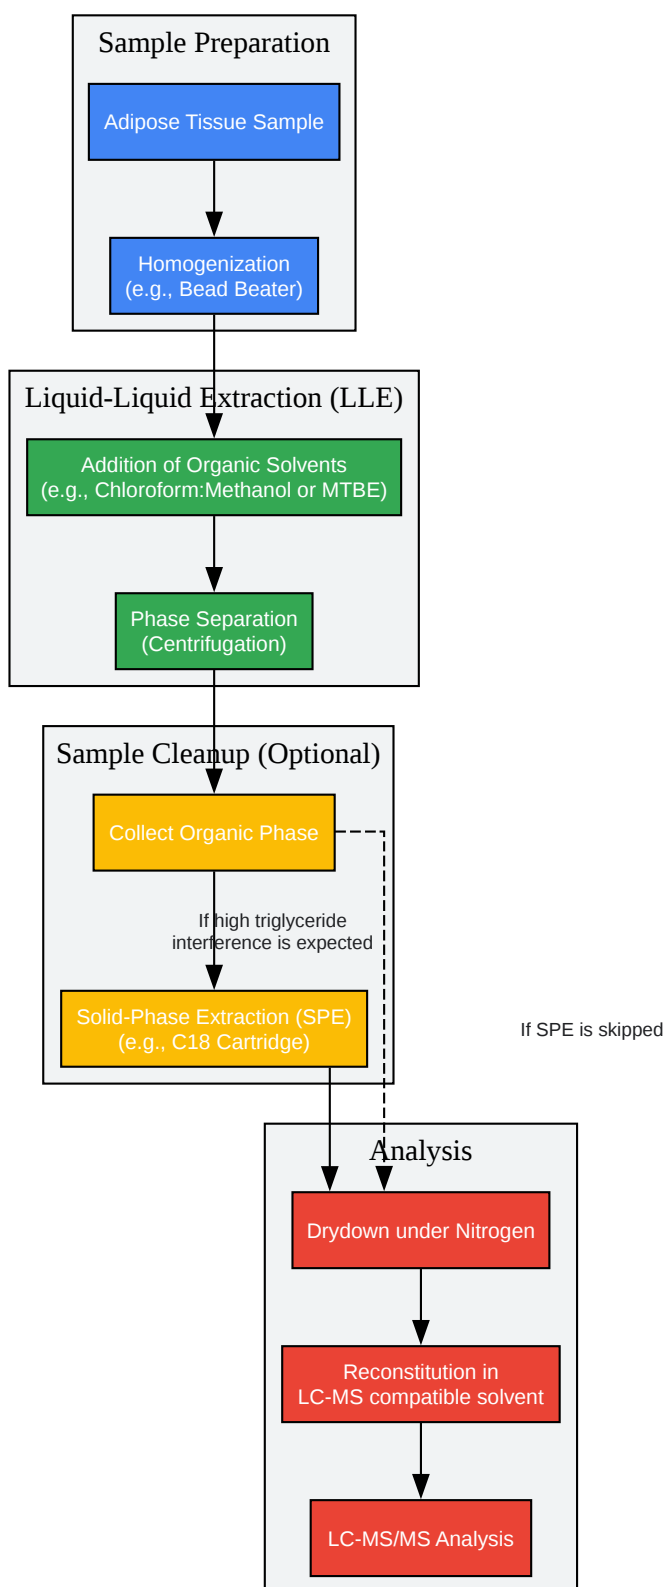 Sample Preparation
Adipose Tissue Sample
Homogenization
(e.g., Bead Beater)
Liquid-Liquid Extraction (LLE)
Addition of Organic Solvents
(e.g., Chloroform:Methanol or MTBE)
Phase Separation
(Centrifugation)
Sample Cleanup (Optional)
Collect Organic Phase
If high triglyceride
interference is expected
Solid-Phase Extraction (SPE)
(e.g., C18 Cartridge)
If SPE is skipped
Analysis
Drydown under Nitrogen
Reconstitution in
LC-MS compatible solvent
LC-MS/MS Analysis